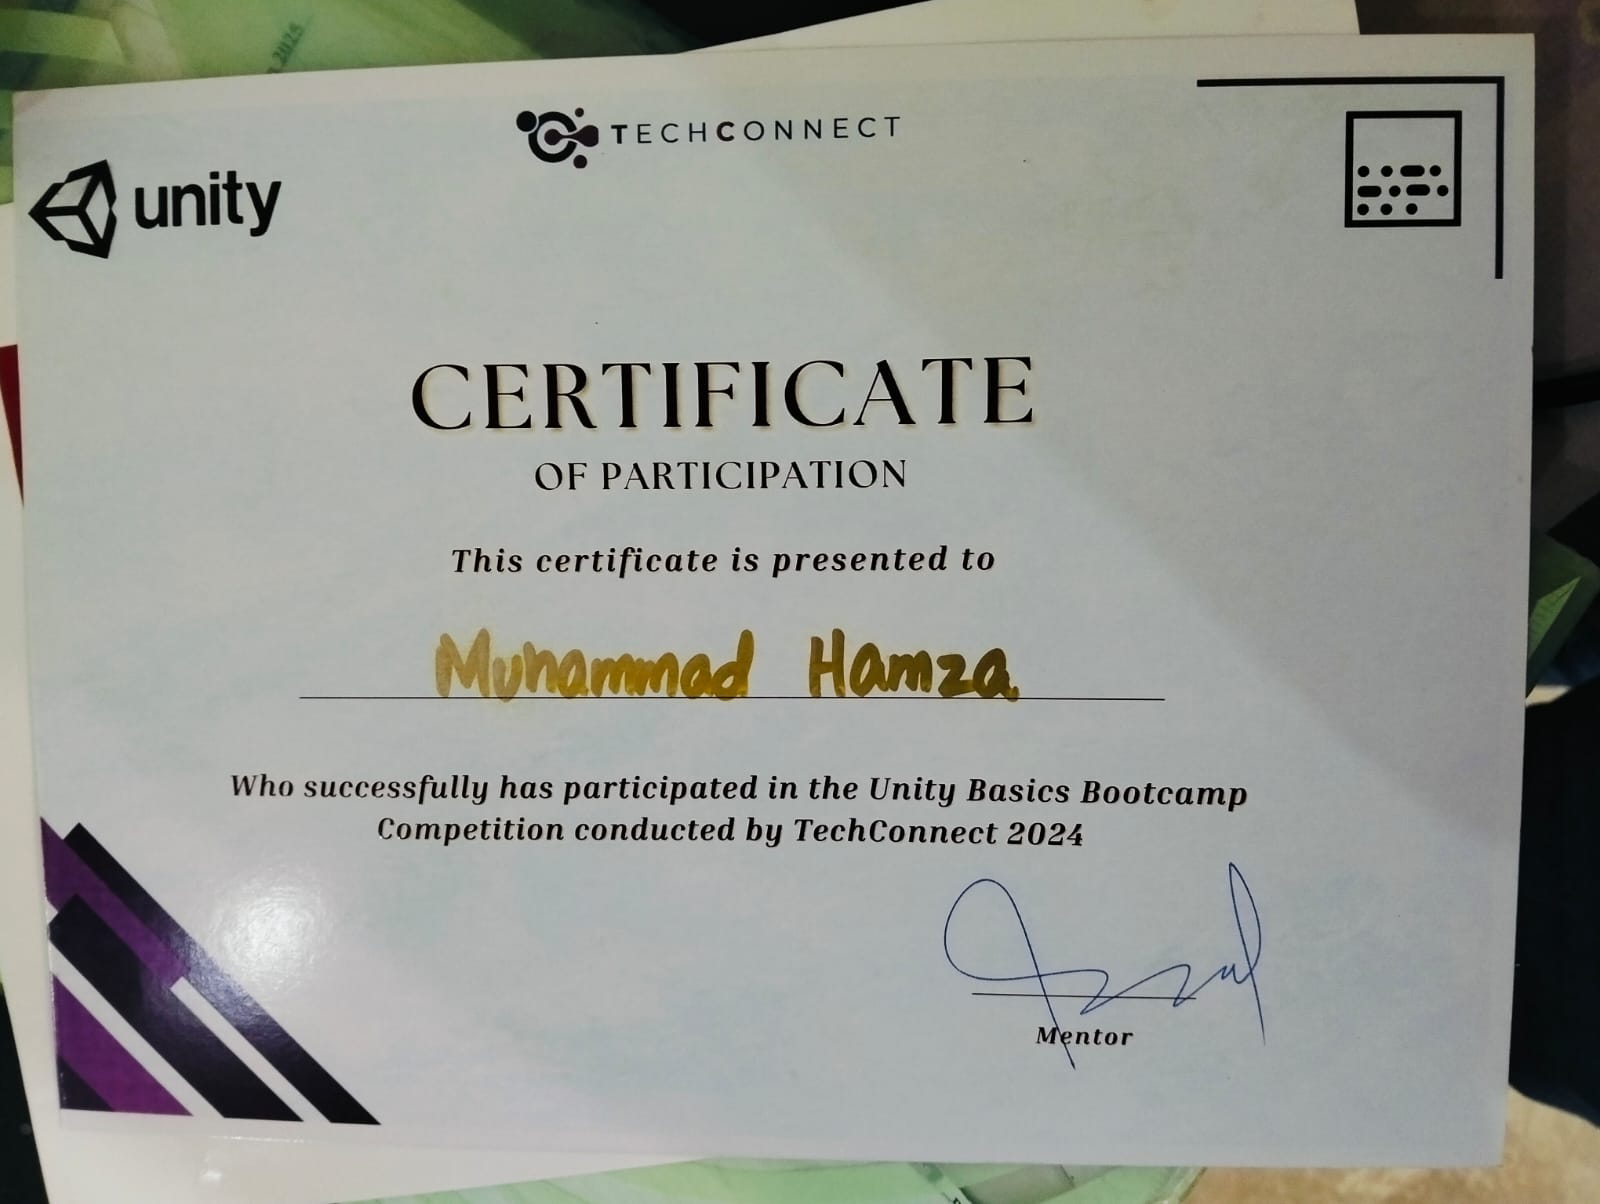 TECHCONNECT
unity
CERTIFICATE
OF PARTICIPATION
This certificate is presented to
Muhammad Hamza
Who successfully has participated in the Unity Basics Bootcamp
Competition conducted by TechConnect 2024
Mentor